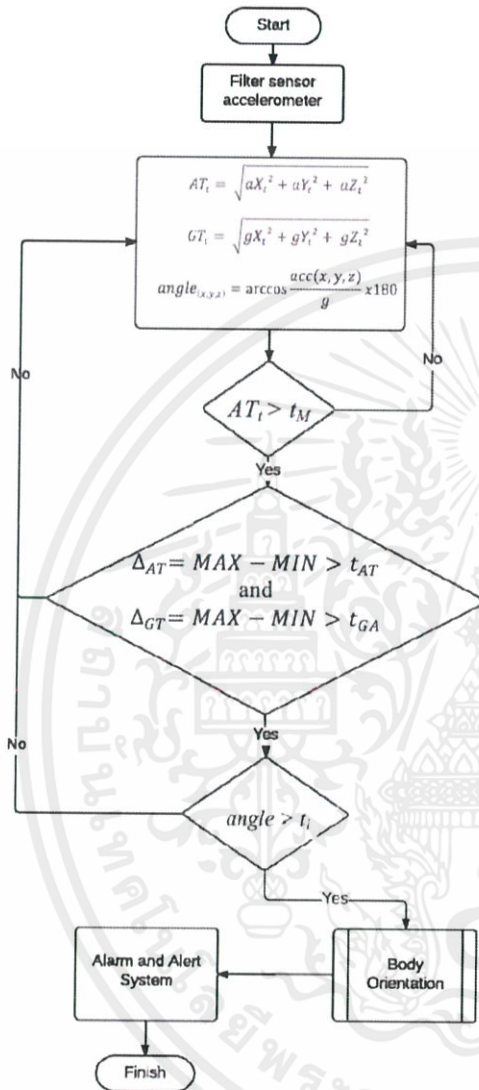 Start
Filter sensor
accelerometer
AT_t = √(aX_t² + aY_t² + aZ_t²)
GT_t = √(gX_t² + gY_t² + gZ_t²)
angle_(x,y,z) = arccos acc(x, y, z)/g x180
No
No
AT_t > t_M
Yes
Δ_AT = MAX − MIN > t_AT
and
Δ_GT = MAX − MIN > t_GA
Yes
No
angle > t_i
Yes
Alarm and Alert
System
Body
Orientation
Finish